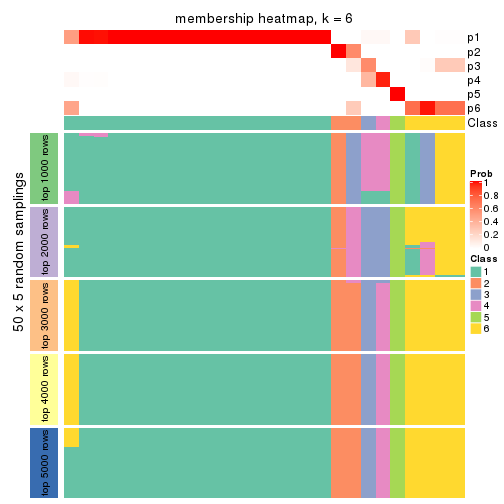 membership heatmap, k = 6
p1
p2
p3
p4
p5
p6
Class
50 x 5 random samplings
top 1000 rows
top 2000 rows
top 3000 rows
top 4000 rows
top 5000 rows
Prob
1
0.8
0.6
0.4
0.2
0
Class
1
2
3
4
5
6